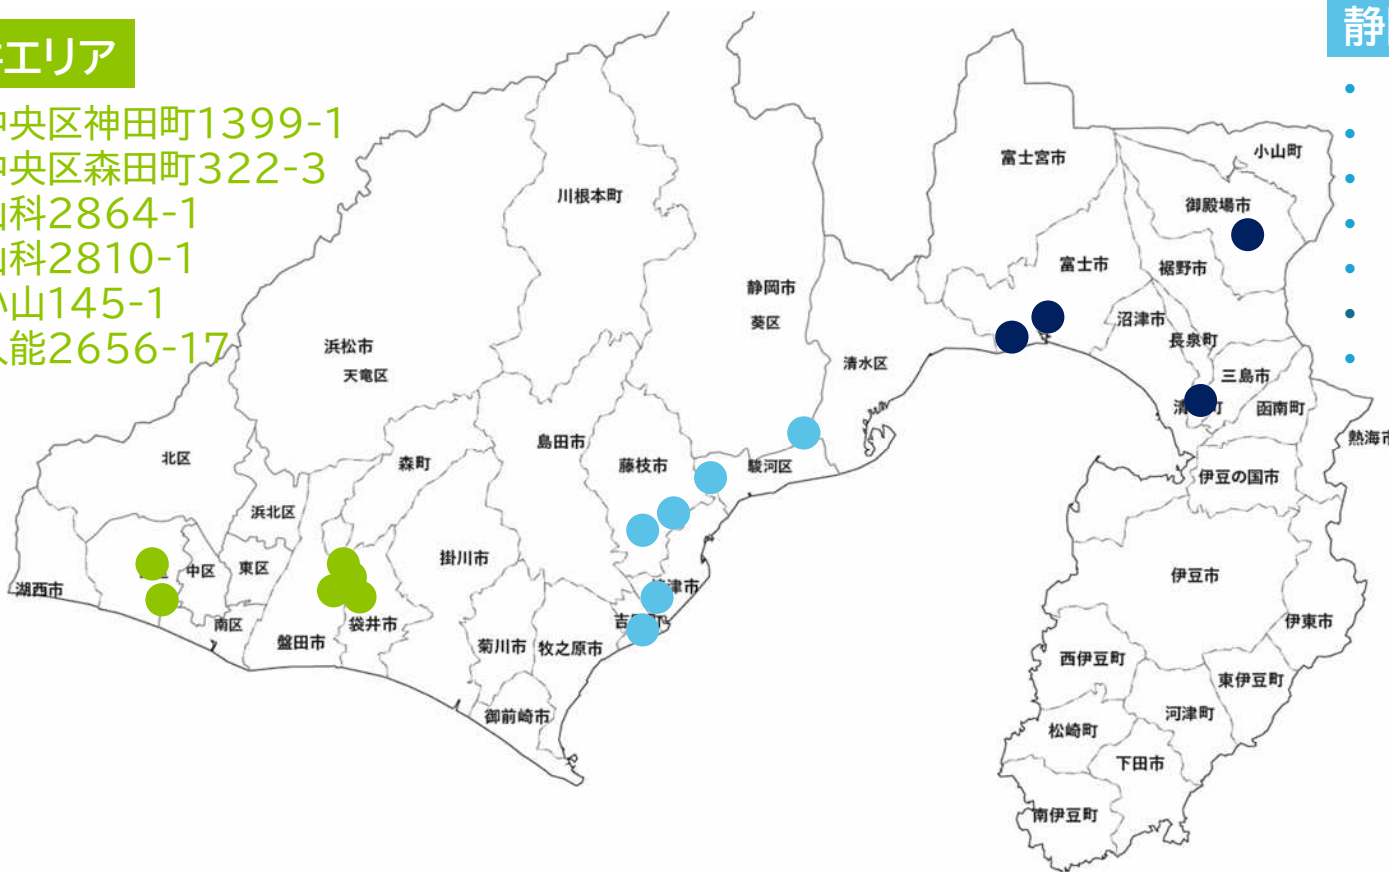 エリア
中央区神田町1399-1
中央区森田町322-3
山科2864-1
山科2810-1
小山145-1
久能2656-17
静
富士宮市
小山町
川根本町
御殿場市
富士市
裾野市
静岡市
葵区
沼津市
長泉町
浜松市
天竜区
清水区
三島市
函南町
熱海市
島田市
藤枝市
駿河区
北区
森町
伊豆の国市
浜北区
掛川市
中区
東区
伊豆市
湖西市
津市
南区
袋井市
伊東市
盤田市
菊川市
牧之原市
西伊豆町
東伊豆町
御前崎市
河津町
松崎町
下田市
南伊豆町